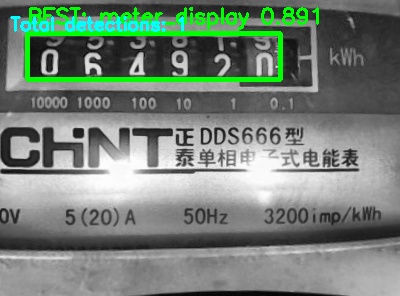 BEST: meter_display 0.891
Total detections: 1
0 6 4 9 2 0
kWh
10000 1000 100 10 1 0.1
CHNT 正泰 DDS666型
单相电子式电能表
0V 5(20)A 50Hz 3200imp/kWh